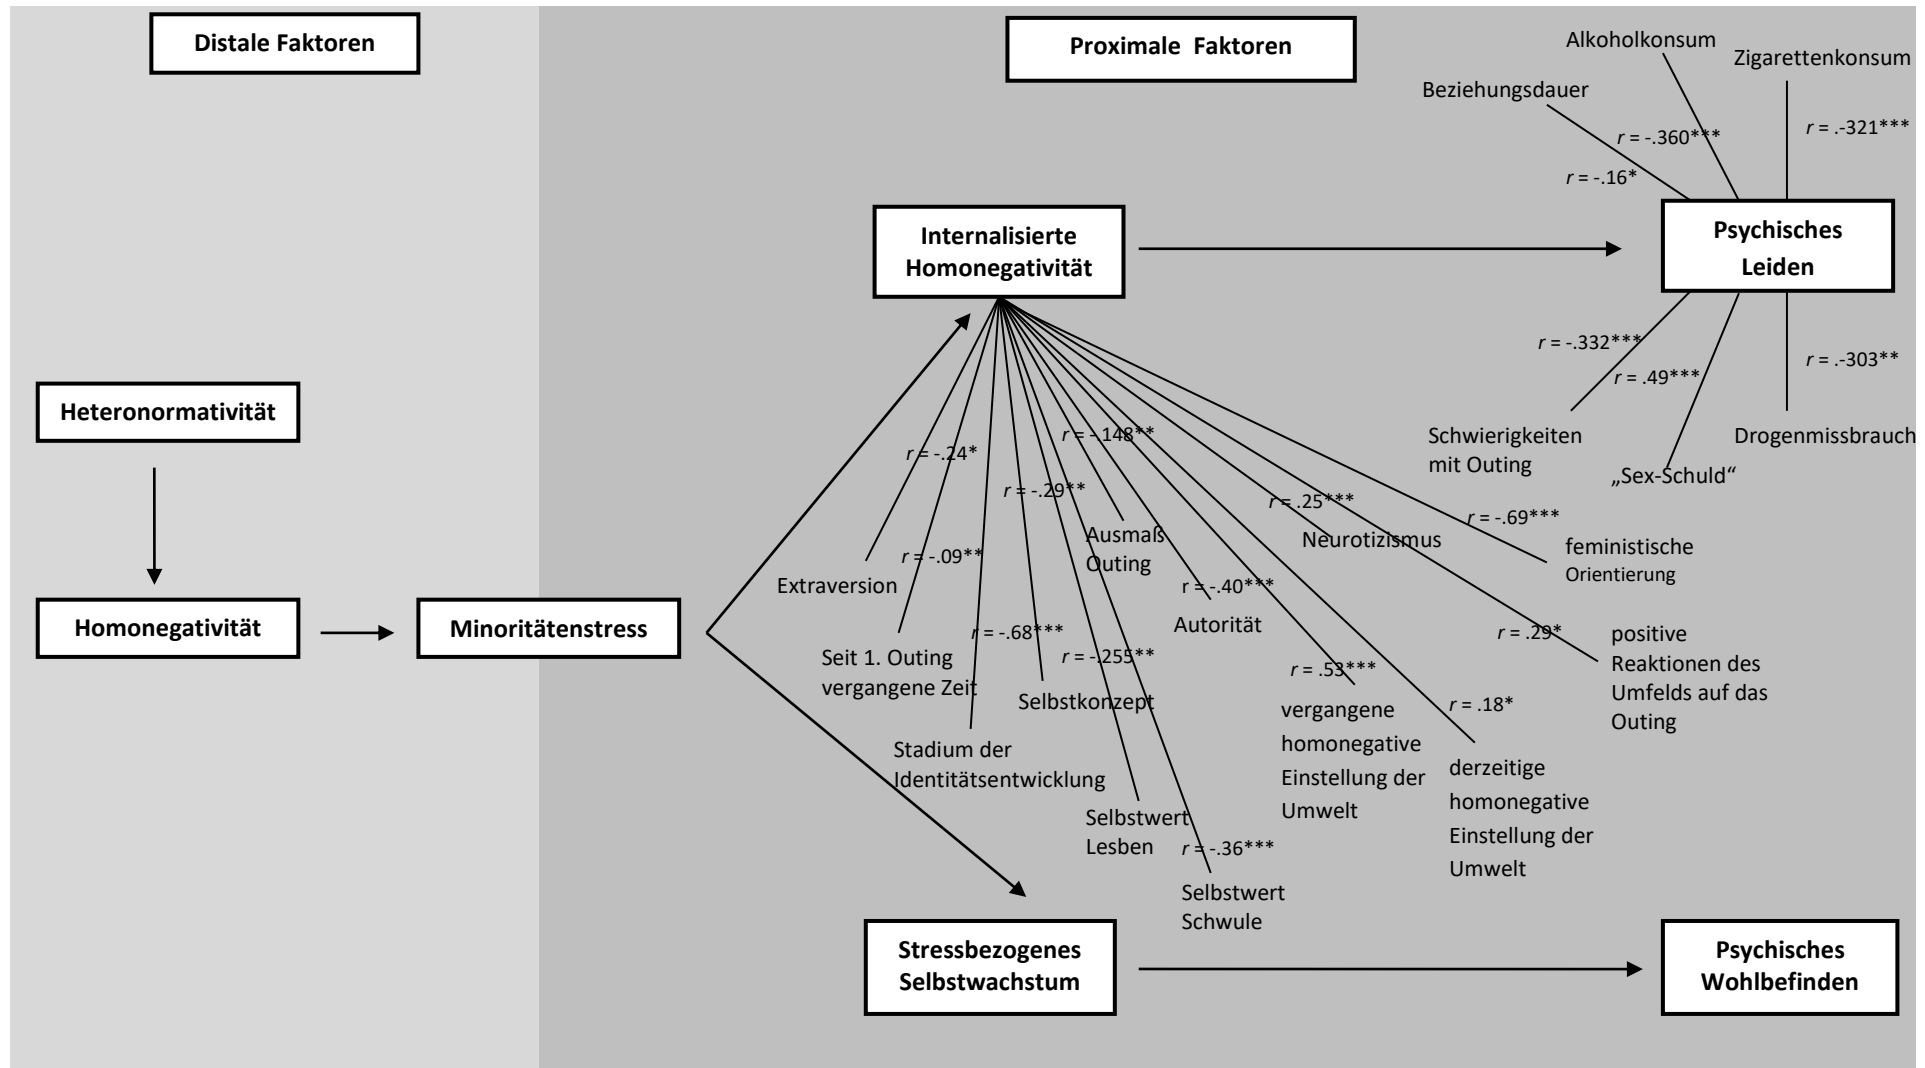 Distale Faktoren
Proximale Faktoren
Alkoholkonsum
Zigarettenkonsum
Beziehungsdauer
r = .-321***
r = -.360***
r = -.16*
Internalisierte
Homonegativität
Psychisches
Leiden
r = -.332***
r = .-303**
r = .49***
Heteronormativität
Schwierigkeiten
mit Outing
Drogenmissbrauch
„Sex-Schuld“
r = -.24*
r = -.148**
r = -.29**
r = .25***
r = -.69***
Ausmaß
Outing
Neurotizismus
feministische
Orientierung
r = -.09**
Extraversion
r = -.40***
Autorität
Homonegativität
Minoritätenstress
r = -.68***
r = -.255**
r = .29*
positive
Reaktionen des
Umfelds auf das
Outing
Seit 1. Outing
vergangene Zeit
r = .53***
Selbstkonzept
r = .18*
vergangene
homonegative
Einstellung der
Umwelt
Stadium der
Identitätsentwicklung
derzeitige
homonegative
Einstellung der
Umwelt
Selbstwert
Lesben
r = -.36***
Selbstwert
Schwule
Stressbezogenes
Selbstwachstum
Psychisches
Wohlbefinden